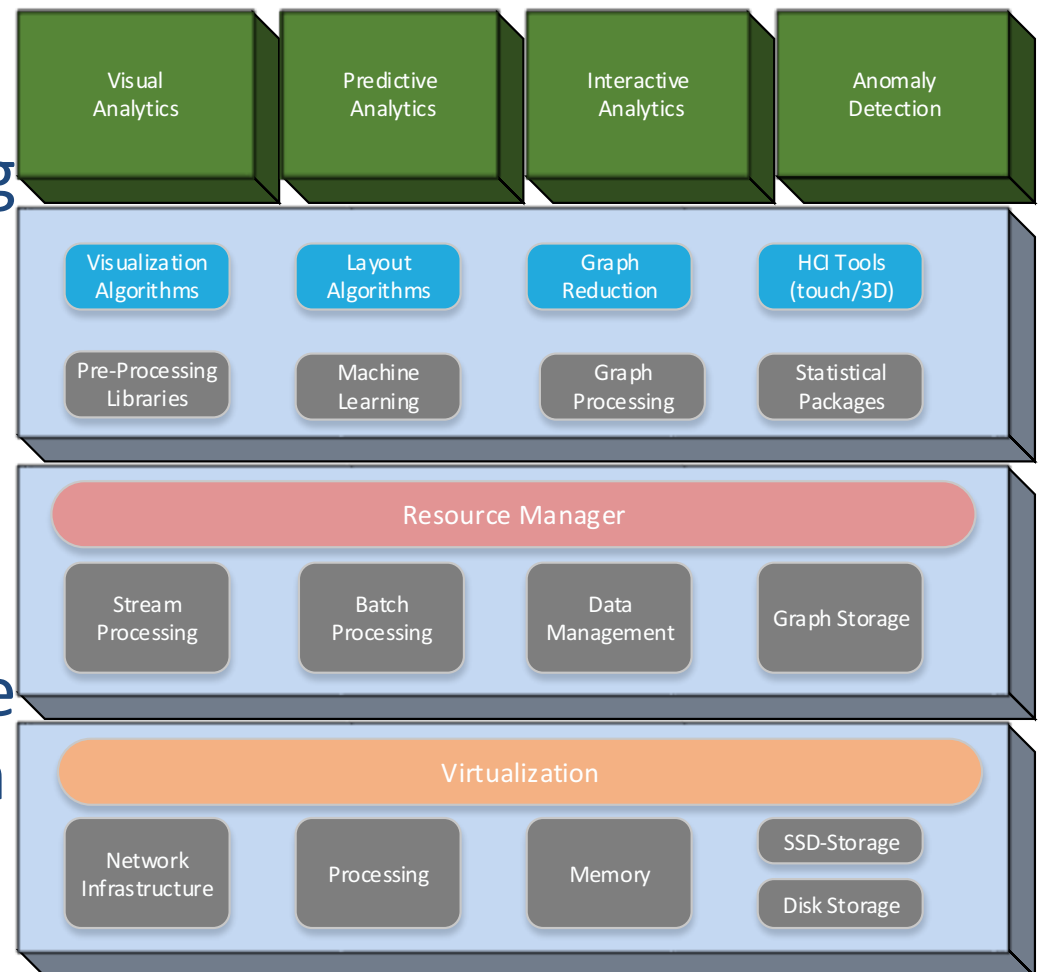 Visual
Analytics
Predictive
Analytics
Interactive
Analytics
Anomaly
Detection
g
Visualization
Algorithms
Layout
Algorithms
Graph
Reduction
HCI Tools
(touch/3D)
Pre-Processing
Libraries
Machine
Learning
Graph
Processing
Statistical
Packages
Resource Manager
Stream
Processing
Batch
Processing
Data
Management
Graph Storage
e
Virtualization
Network
Infrastructure
Processing
Memory
SSD-Storage
Disk Storage